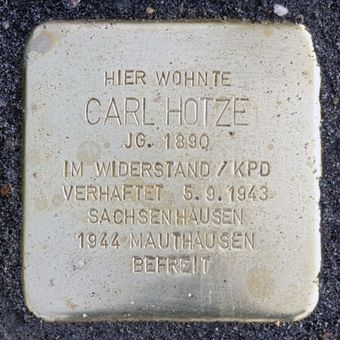 HIER WOHNTE
CARL HOTZE
JG. 1890
IM WIDERSTAND / KPD
VERHAFTET 5.9.1943
SACHSENHAUSEN
1944 MAUTHAUSEN
BEFREIT